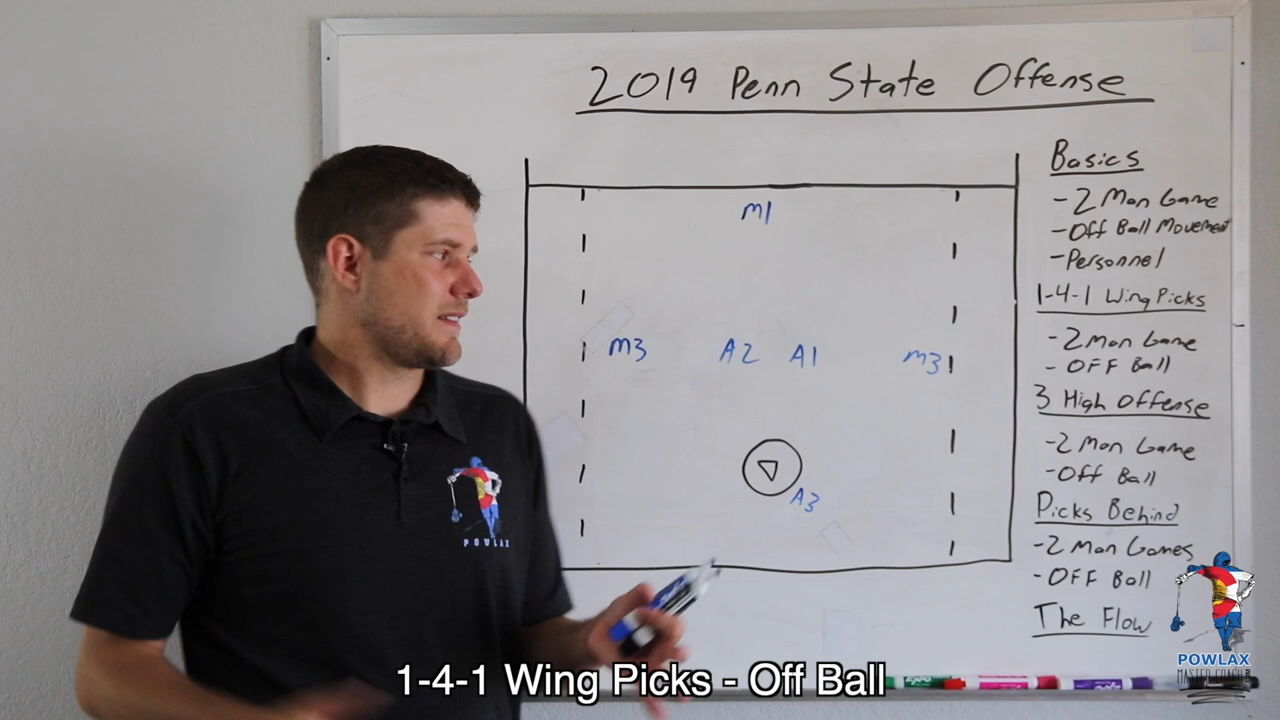 2019 Penn State Offense
Basics
- 2 Man Game
- Off Ball Movement
- Personnel
1-4-1 Wing Picks
- 2 Man Game
- OFF Ball
3 High Offense
- 2 Man Game
- Off Ball
Picks Behind
- 2 Man Games
- OFF Ball
The Flow
M1
M3 A2 A1 M3
A3
POWLAX
POWLAX
MASTER COACH
1-4-1 Wing Picks - Off Ball